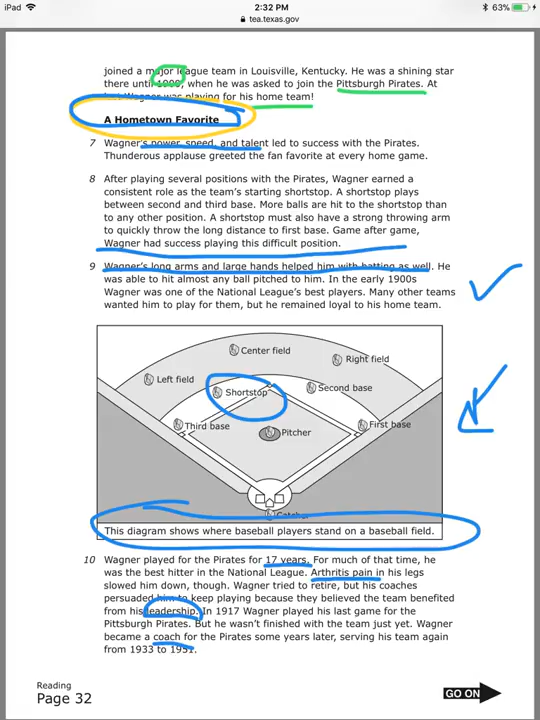 iPad
2:32 PM
63%
tea.texas.gov
joined a major league team in Louisville, Kentucky. He was a shining star
there until 1900, when he was asked to join the Pittsburgh Pirates. At
last Wagner was playing for his home team!
A Hometown Favorite
7 Wagner's power, speed, and talent led to success with the Pirates.
Thunderous applause greeted the fan favorite at every home game.
8 After playing several positions with the Pirates, Wagner earned a
consistent role as the team's starting shortstop. A shortstop plays
between second and third base. More balls are hit to the shortstop than
to any other position. A shortstop must also have a strong throwing arm
to quickly throw the long distance to first base. Game after game,
Wagner had success playing this difficult position.
9 Wagner's long arms and large hands helped him with batting as well. He
was able to hit almost any ball pitched to him. In the early 1900s
Wagner was one of the National League's best players. Many other teams
wanted him to play for them, but he remained loyal to his home team.
Center field
Right field
Left field
Second base
Shortstop
Third base
First base
Pitcher
Catcher
This diagram shows where baseball players stand on a baseball field.
10 Wagner played for the Pirates for 17 years. For much of that time, he
was the best hitter in the National League. Arthritis pain in his legs
slowed him down, though. Wagner tried to retire, but his coaches
persuaded him to keep playing because they believed the team benefited
from his leadership. In 1917 Wagner played his last game for the
Pittsburgh Pirates. But he wasn't finished with the team just yet. Wagner
became a coach for the Pirates some years later, serving his team again
from 1933 to 1951.
Reading
Page 32
GO ON